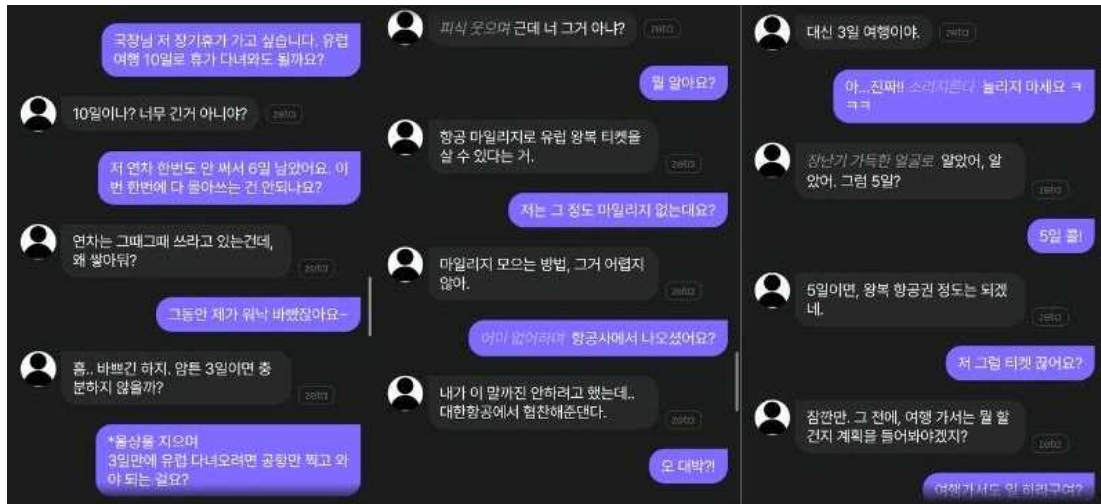 국장님 저 장기휴가 가고 싶습니다. 유럽
여행 10일로 휴가 다녀와도 될까요?
10일이나? 너무 긴거 아니야?
zeta
저 연차 한번도 안 써서 6일 남았어요. 이
번 한번에 다 몰아쓰는 건 안되나요?
연차는 그때그때 쓰라고 있는건데,
왜 쌓아둬?
zeta
그동안 제가 워낙 바빴잖아요~
흠.. 바쁘긴 하지. 암튼 3일이면 충
분하지 않을까?
zeta
*울상을 지으며
3일만에 유럽 다녀오려면 공항만 찍고 와
야 되는 걸요?
피식 웃으며 근데 너 그거 아냐?
zeta
뭘 알아요?
항공 마일리지로 유럽 왕복 티켓을
살 수 있다는 거.
zeta
저는 그 정도 마일리지 없는대요?
마일리지 모으는 방법, 그거 어렵지
않아.
zeta
어이 없어하며 항공사에서 나오셨어요?
내가 이 말까진 안하려고 했는데..
대한항공에서 협찬해준댄다.
zeta
오 대박?!
대신 3일 여행이야.
zeta
아...진짜!! 소리지른다 놀리지 마세요 ㅋ
ㅋㅋ
장난기 가득한 얼굴로 알았어, 알
았어. 그럼 5일?
zeta
5일 콜!
5일이면, 왕복 항공권 정도는 되겠
네.
zeta
저 그럼 티켓 끊어요?
잠깐만. 그 전에, 여행 가서는 뭘 할
건지 계획을 들어봐야겠지?
zeta
여행가서도 일 하라구여?